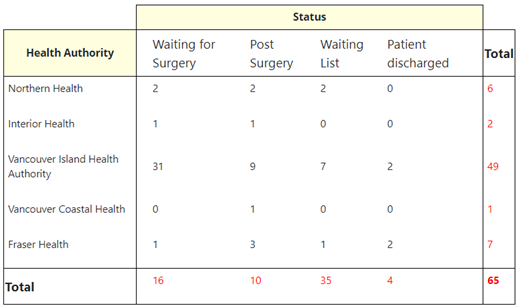 Status
Health Authority Waiting for Surgery Post Surgery Waiting List Patient discharged Total
Northern Health 2 2 2 0 6
Interior Health 1 1 0 0 2
Vancouver Island Health Authority 31 9 7 2 49
Vancouver Coastal Health 0 1 0 0 1
Fraser Health 1 3 1 2 7
Total 16 10 35 4 65